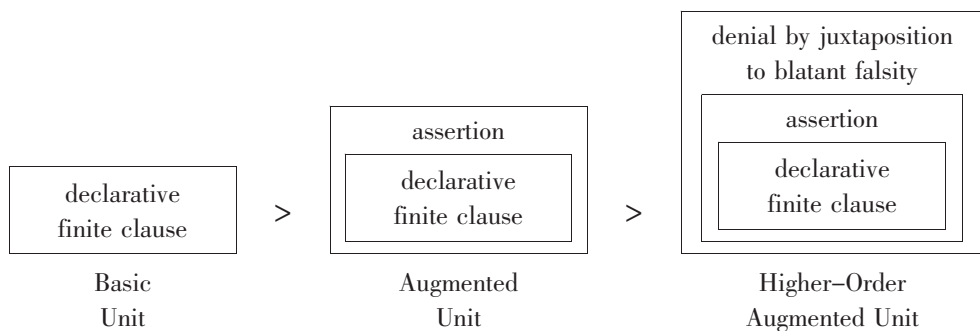 declarative
finite clause
Basic
Unit
>
assertion
declarative
finite clause
Augmented
Unit
>
denial by juxtaposition
to blatant falsity
assertion
declarative
finite clause
Higher–Order
Augmented Unit